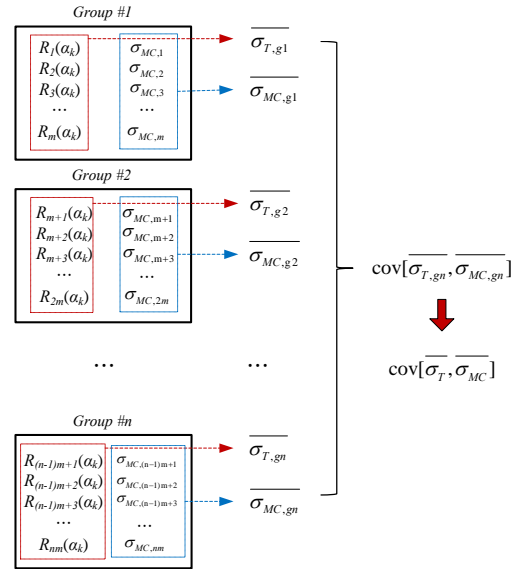 Group #1
R1(αk) σMC,1 σT,g1
R2(αk) σMC,2
R3(αk) σMC,3 σMC,g1
... ...
Rm(αk) σMC,m
Group #2
Rm+1(αk) σMC,m+1 σT,g2
Rm+2(αk) σMC,m+2
Rm+3(αk) σMC,m+3 σMC,g2
... ...
R2m(αk) σMC,2m
cov[σT,gn, σMC,gn]
cov[σT, σMC]
... ...
Group #n
R(n-1)m+1(αk) σMC,(n-1)m+1 σT,gn
R(n-1)m+2(αk) σMC,(n-1)m+2
R(n-1)m+3(αk) σMC,(n-1)m+3 σMC,gn
... ...
Rnm(αk) σMC,nm